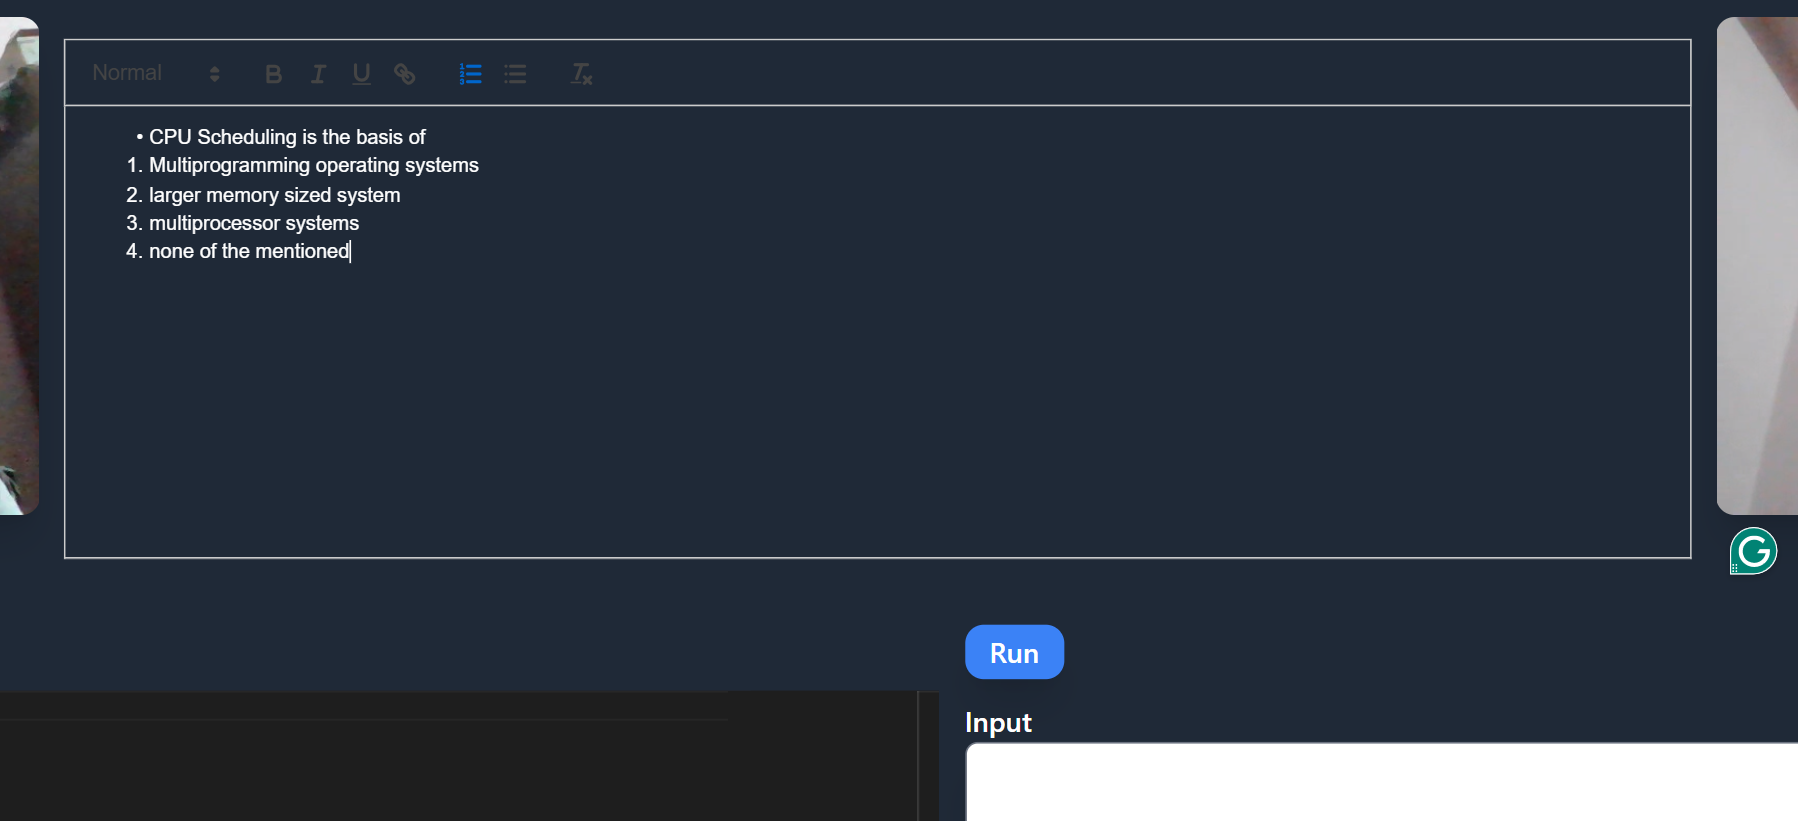 Normal
• CPU Scheduling is the basis of
1. Multiprogramming operating systems
2. larger memory sized system
3. multiprocessor systems
4. none of the mentioned
Run
Input